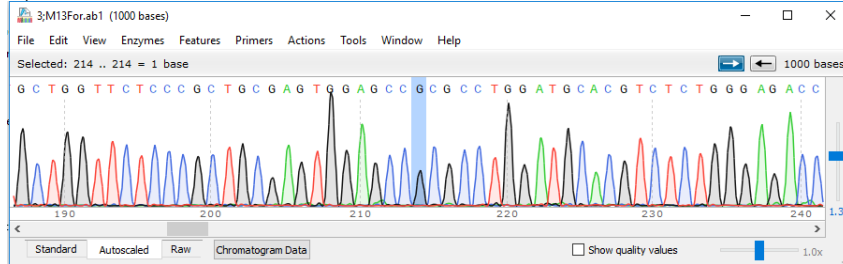 3;M13For.ab1 (1000 bases)
File Edit View Enzymes Features Primers Actions Tools Window Help
Selected: 214 .. 214 = 1 base
1000 bases
G C T G G T T C T C C C G C T G C G A G T G G A G C C G C G C C T G G A T G C A C G T C T C T G G G A G A C C
190 200 210 220 230 240
1.3
Standard Autoscaled Raw Chromatogram Data Show quality values 1.0x